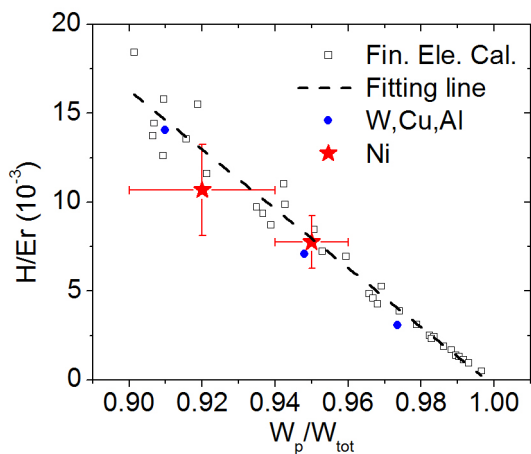 20
15
10
5
0
H/Er (10⁻³)
Fin. Ele. Cal.
Fitting line
W,Cu,Al
Ni
0.90 0.92 0.94 0.96 0.98 1.00
Wₚ/Wₜₒₜ